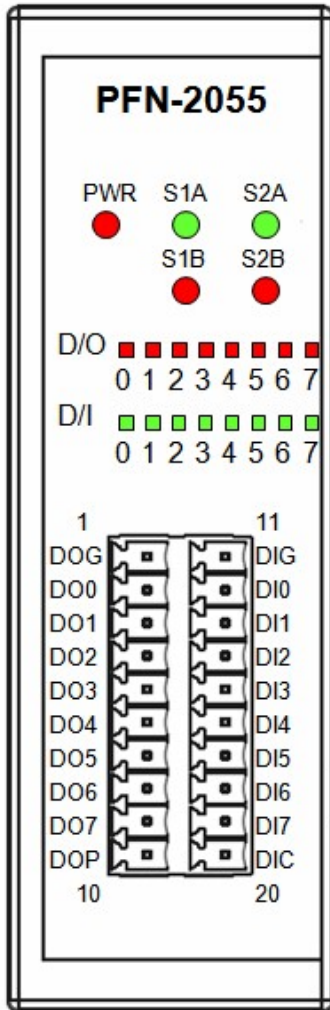 PFN-2055
PWR S1A S2A
S1B S2B
D/O
0 1 2 3 4 5 6 7
D/I
0 1 2 3 4 5 6 7
1 11
DOG DIG
DO0 DI0
DO1 DI1
DO2 DI2
DO3 DI3
DO4 DI4
DO5 DI5
DO6 DI6
DO7 DI7
DOP DIC
10 20